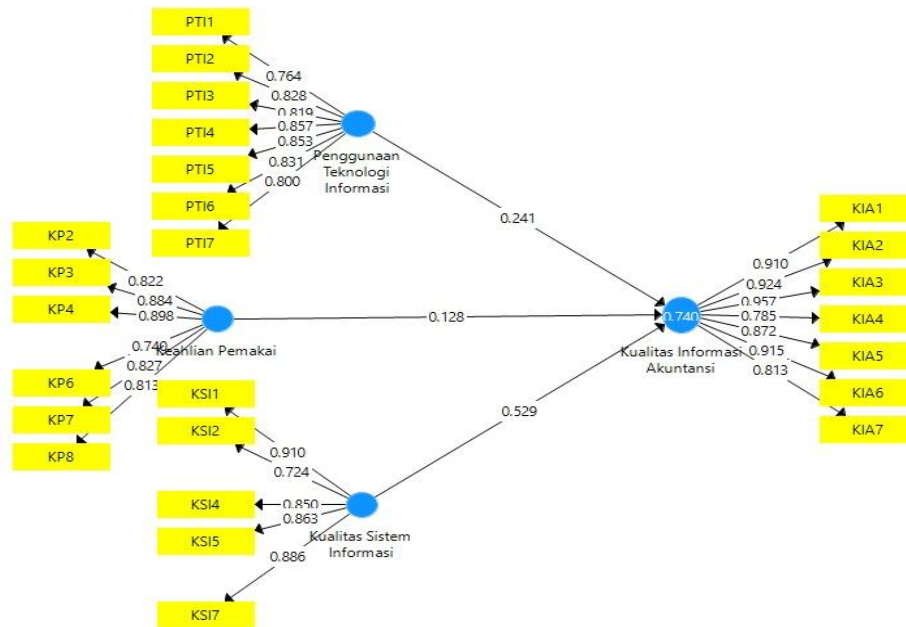 PTI1
PTI2
PTI3
PTI4
PTI5
PTI6
PTI7
0.764
0.828
0.819
0.857
0.853
0.831
0.800
Penggunaan
Teknologi
Informasi
0.241
KP2
KP3
KP4
KP6
KP7
KP8
0.822
0.884
0.898
0.740
0.827
0.813
Keahlian Pemakai
0.128
KSI1
KSI2
KSI4
KSI5
KSI7
0.910
0.724
0.850
0.863
0.886
Kualitas Sistem
Informasi
0.529
0.740
Kualitas Informasi
Akuntansi
0.910
0.924
0.957
0.785
0.872
0.915
0.813
KIA1
KIA2
KIA3
KIA4
KIA5
KIA6
KIA7